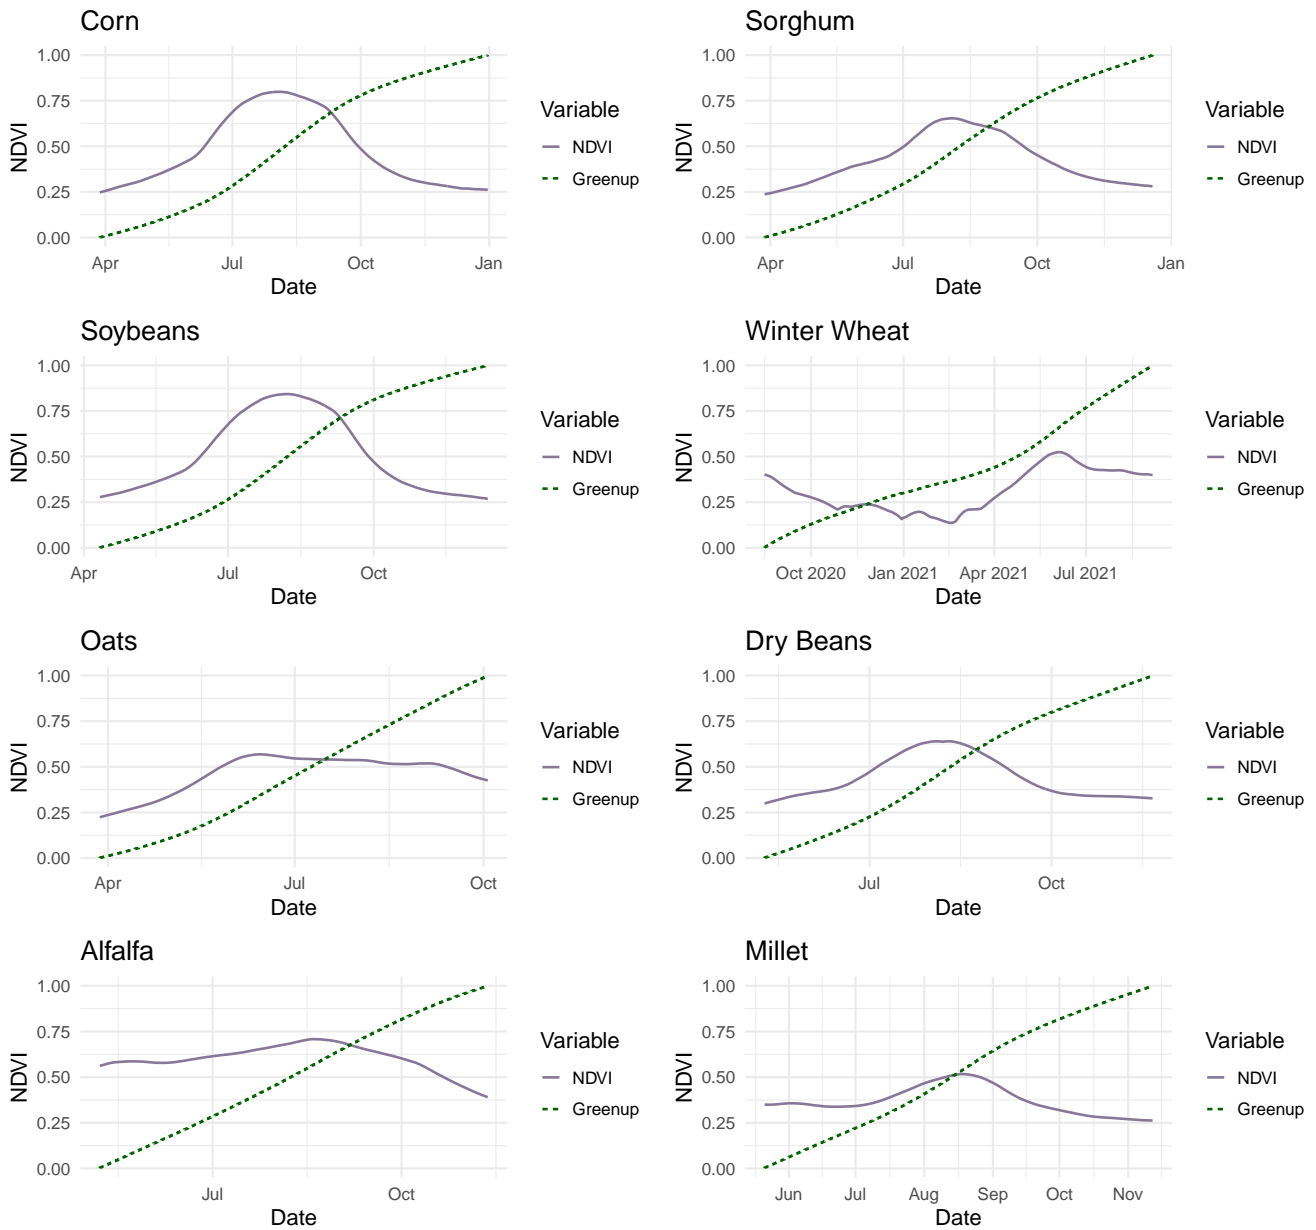 Corn
1.00
0.75
0.50
0.25
0.00
NDVI
Apr Jul Oct Jan
Date
Variable
NDVI
Greenup
Sorghum
1.00
0.75
0.50
0.25
0.00
NDVI
Apr Jul Oct Jan
Date
Variable
NDVI
Greenup
Soybeans
1.00
0.75
0.50
0.25
0.00
NDVI
Apr Jul Oct
Date
Variable
NDVI
Greenup
Winter Wheat
1.00
0.75
0.50
0.25
0.00
NDVI
Oct 2020 Jan 2021 Apr 2021 Jul 2021
Date
Variable
NDVI
Greenup
Oats
1.00
0.75
0.50
0.25
0.00
NDVI
Apr Jul Oct
Date
Variable
NDVI
Greenup
Dry Beans
1.00
0.75
0.50
0.25
0.00
NDVI
Jul Oct
Date
Variable
NDVI
Greenup
Alfalfa
1.00
0.75
0.50
0.25
0.00
NDVI
Jul Oct
Date
Variable
NDVI
Greenup
Millet
1.00
0.75
0.50
0.25
0.00
NDVI
Jun Jul Aug Sep Oct Nov
Date
Variable
NDVI
Greenup